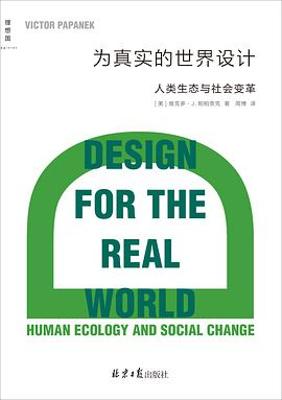 理想国
VICTOR PAPANEK
为真实的世界设计
人类生态与社会变革
[美] 维克多·J. 帕帕奈克 著 周博 译
DESIGN
FOR THE
REAL
WORLD
HUMAN ECOLOGY AND SOCIAL CHANGE
北京日报出版社